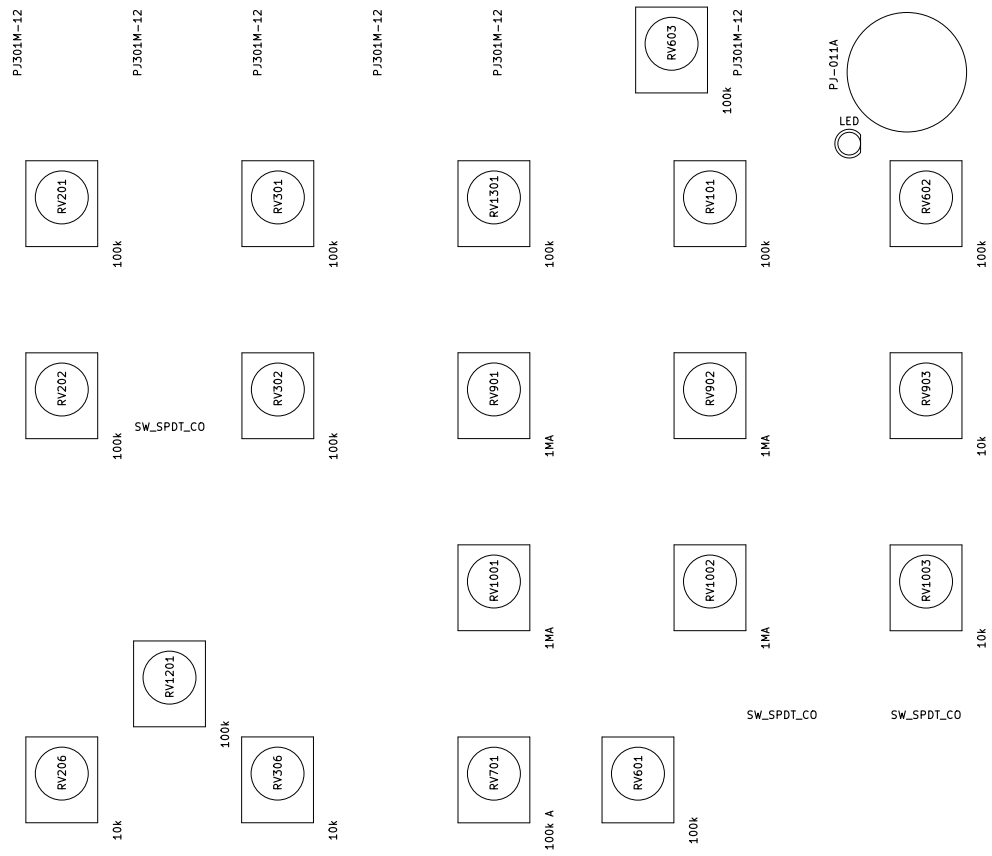 PJ301M-12
PJ301M-12
PJ301M-12
PJ301M-12
PJ301M-12
RV603
100k
PJ301M-12
PJ-011A
LED
RV201
100k
RV301
100k
RV1301
100k
RV101
100k
RV602
100k
RV202
100k
SW_SPDT_CO
RV302
100k
RV901
1MA
RV902
1MA
RV903
10k
RV1001
1MA
RV1002
1MA
RV1003
10k
RV1201
100k
SW_SPDT_CO
SW_SPDT_CO
RV206
10k
RV306
10k
RV701
100k A
RV601
100k